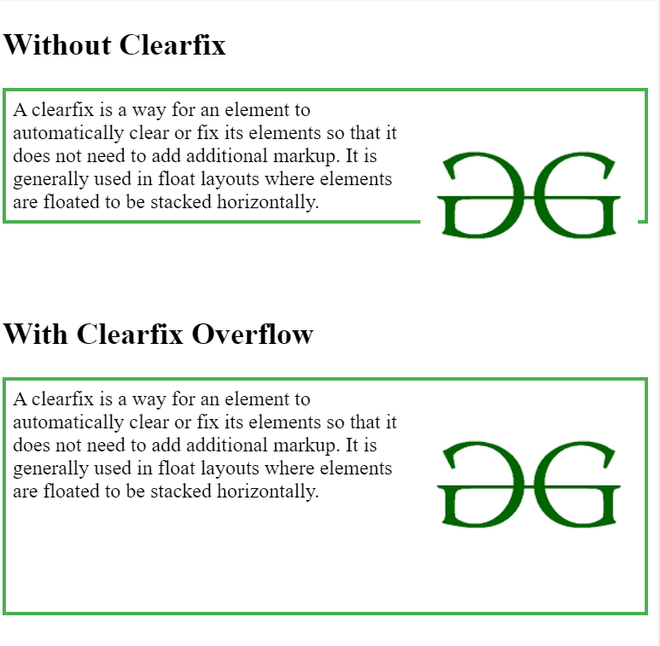 Without Clearfix
A clearfix is a way for an element to
automatically clear or fix its elements so that it
does not need to add additional markup. It is
generally used in float layouts where elements
are floated to be stacked horizontally.
With Clearfix Overflow
A clearfix is a way for an element to
automatically clear or fix its elements so that it
does not need to add additional markup. It is
generally used in float layouts where elements
are floated to be stacked horizontally.